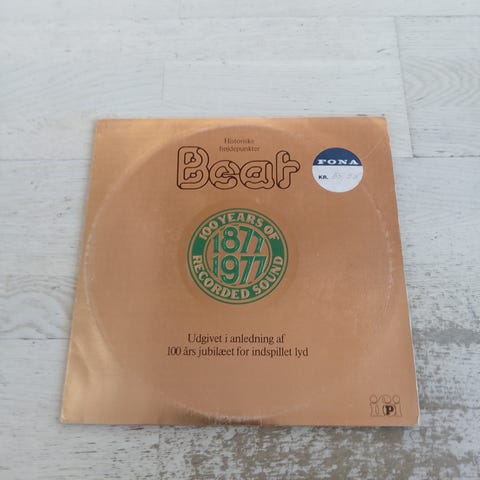 Historiske
højdepunkter
Beat
FONA
KR.
100 YEARS OF
1877
1977
RECORDED SOUND
Udgivet i anledning af
100 års jubilæet for indspillet lyd
ifpi